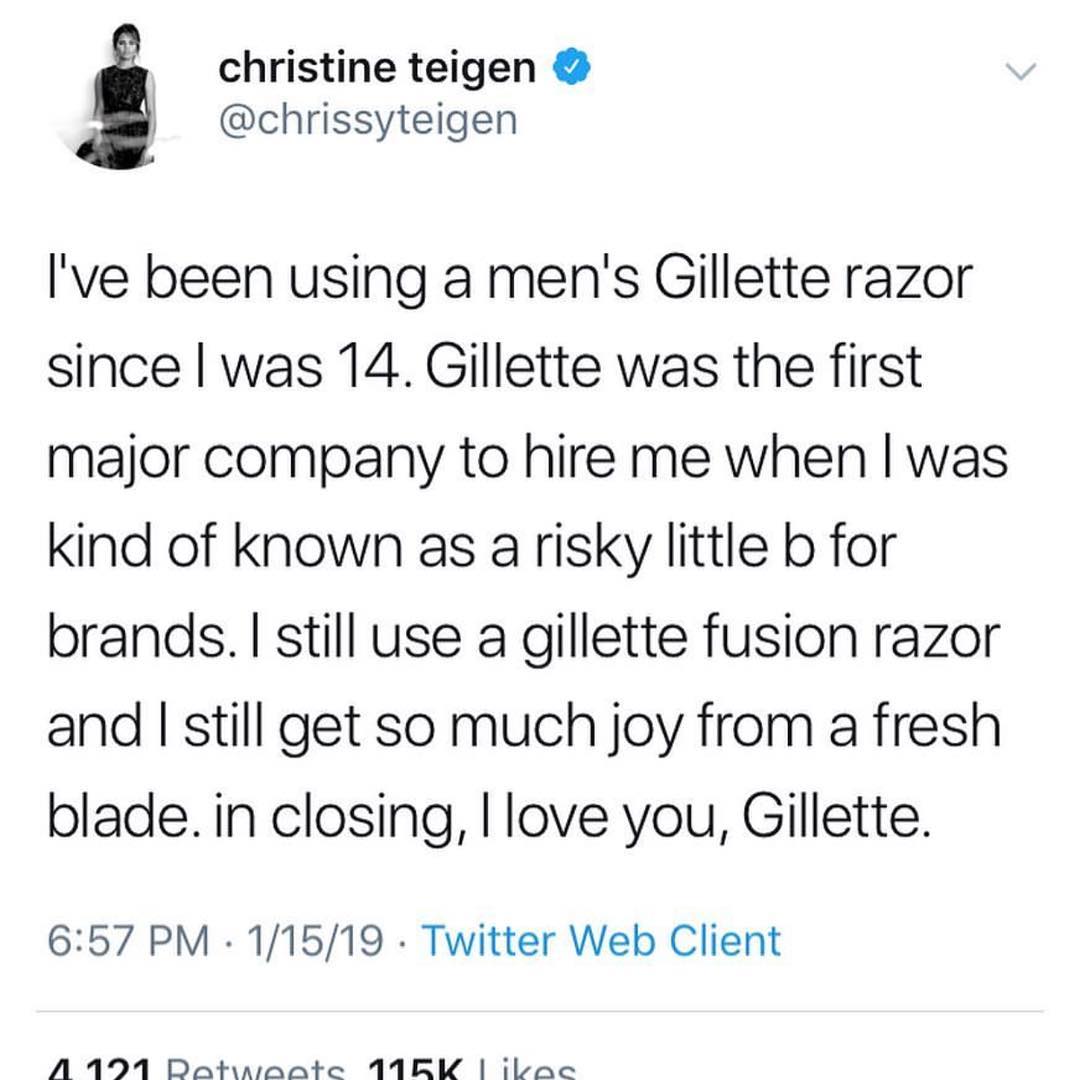 christine teigen
@chrissyteigen
I've been using a men's Gillette razor
since I was 14. Gillette was the first
major company to hire me when I was
kind of known as a risky little b for
brands. I still use a gillette fusion razor
and I still get so much joy from a fresh
blade. in closing, I love you, Gillette.
6:57 PM · 1/15/19 · Twitter Web Client
4,121 Retweets 115K Likes